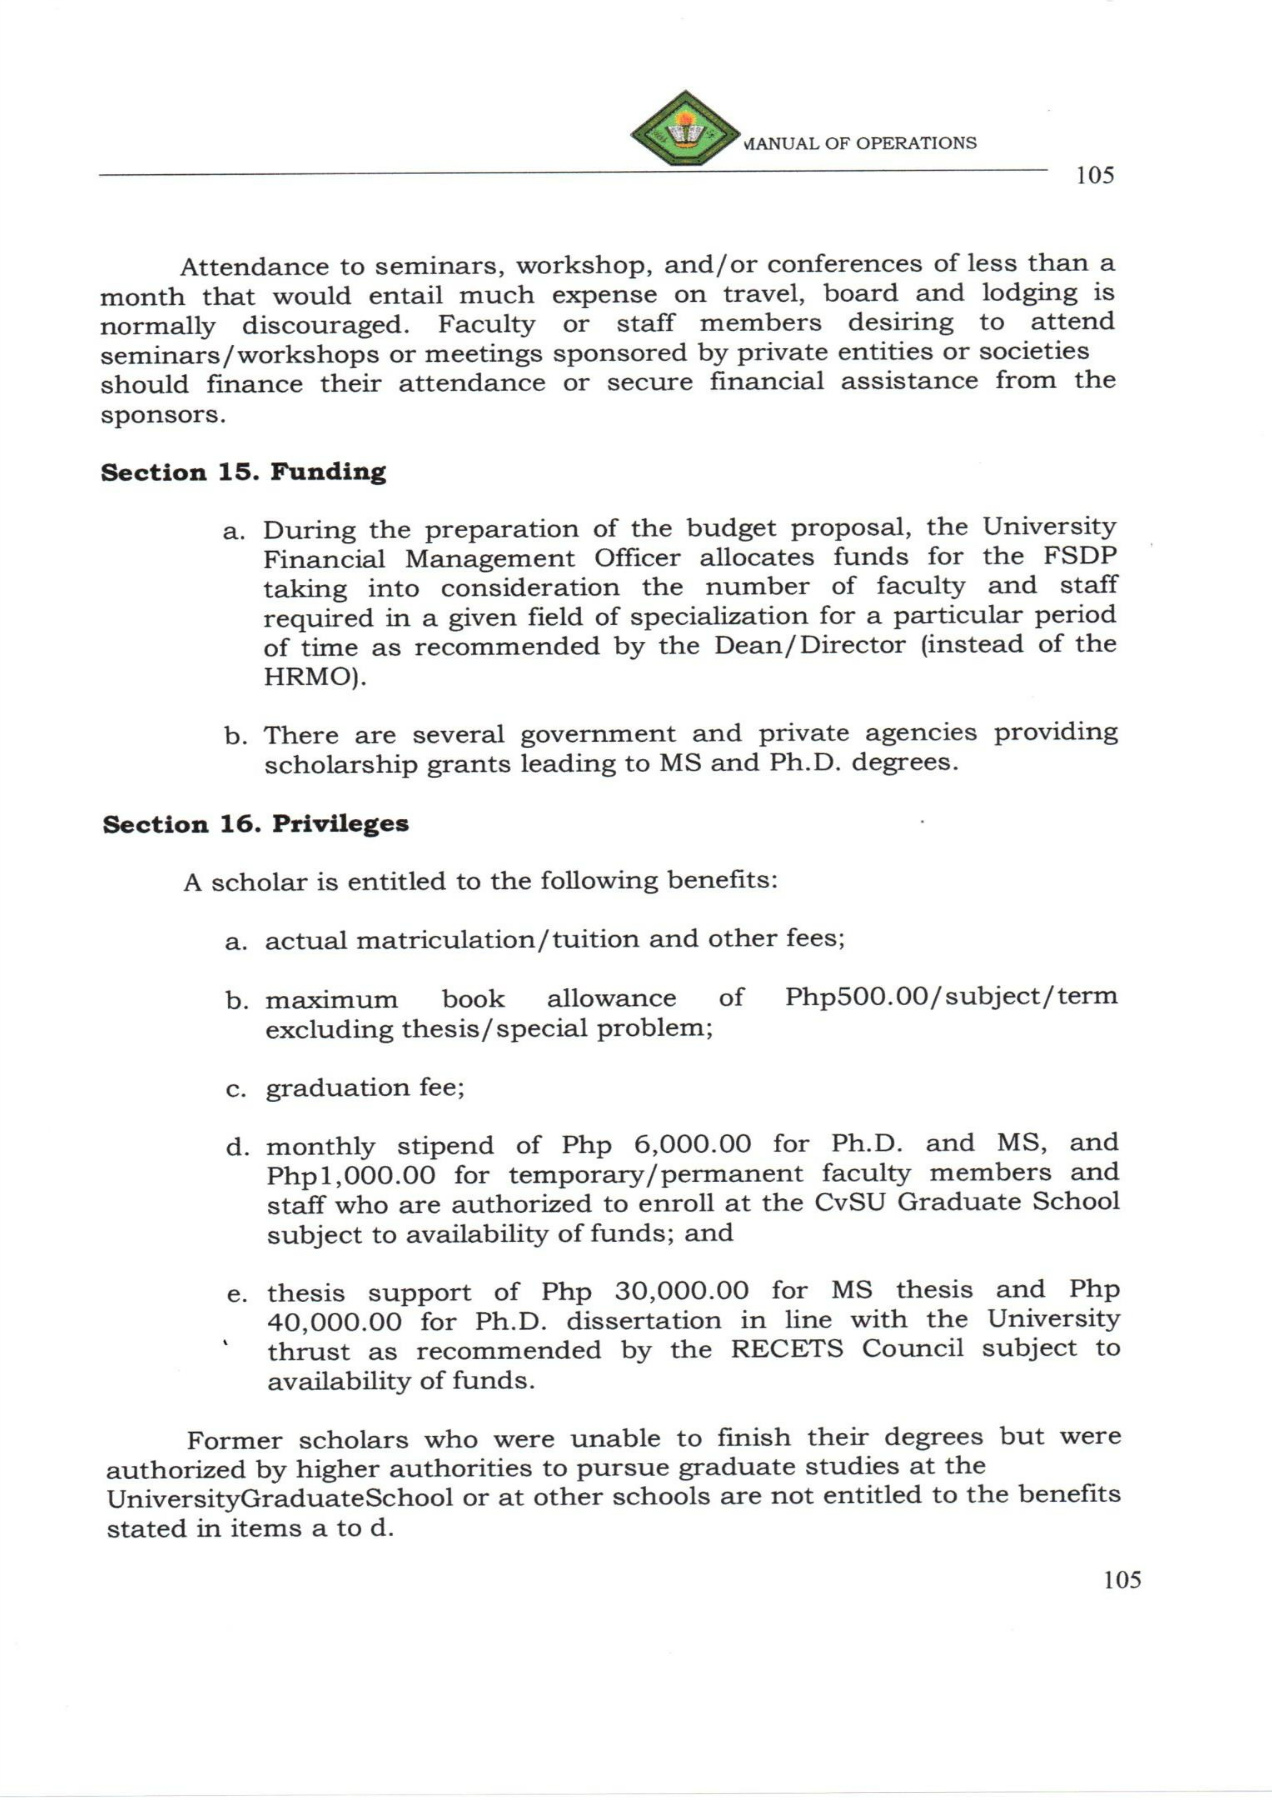 MANUAL OF OPERATIONS
105
Attendance to seminars, workshop, and/or conferences of less than a
month that would entail much expense on travel, board and lodging is
normally discouraged. Faculty or staff members desiring to attend
seminars/workshops or meetings sponsored by private entities or societies
should finance their attendance or secure financial assistance from the
sponsors.
Section 15. Funding
a. During the preparation of the budget proposal, the University
Financial Management Officer allocates funds for the FSDP
taking into consideration the number of faculty and staff
required in a given field of specialization for a particular period
of time as recommended by the Dean/Director (instead of the
HRMO).
b. There are several government and private agencies providing
scholarship grants leading to MS and Ph.D. degrees.
Section 16. Privileges
A scholar is entitled to the following benefits:
a. actual matriculation/tuition and other fees;
b. maximum book allowance of Php500.00/subject/term
excluding thesis/special problem;
c. graduation fee;
d. monthly stipend of Php 6,000.00 for Ph.D. and MS, and
Php1,000.00 for temporary/permanent faculty members and
staff who are authorized to enroll at the CvSU Graduate School
subject to availability of funds; and
e. thesis support of Php 30,000.00 for MS thesis and Php
40,000.00 for Ph.D. dissertation in line with the University
thrust as recommended by the RECETS Council subject to
availability of funds.
Former scholars who were unable to finish their degrees but were
authorized by higher authorities to pursue graduate studies at the
UniversityGraduateSchool or at other schools are not entitled to the benefits
stated in items a to d.
105